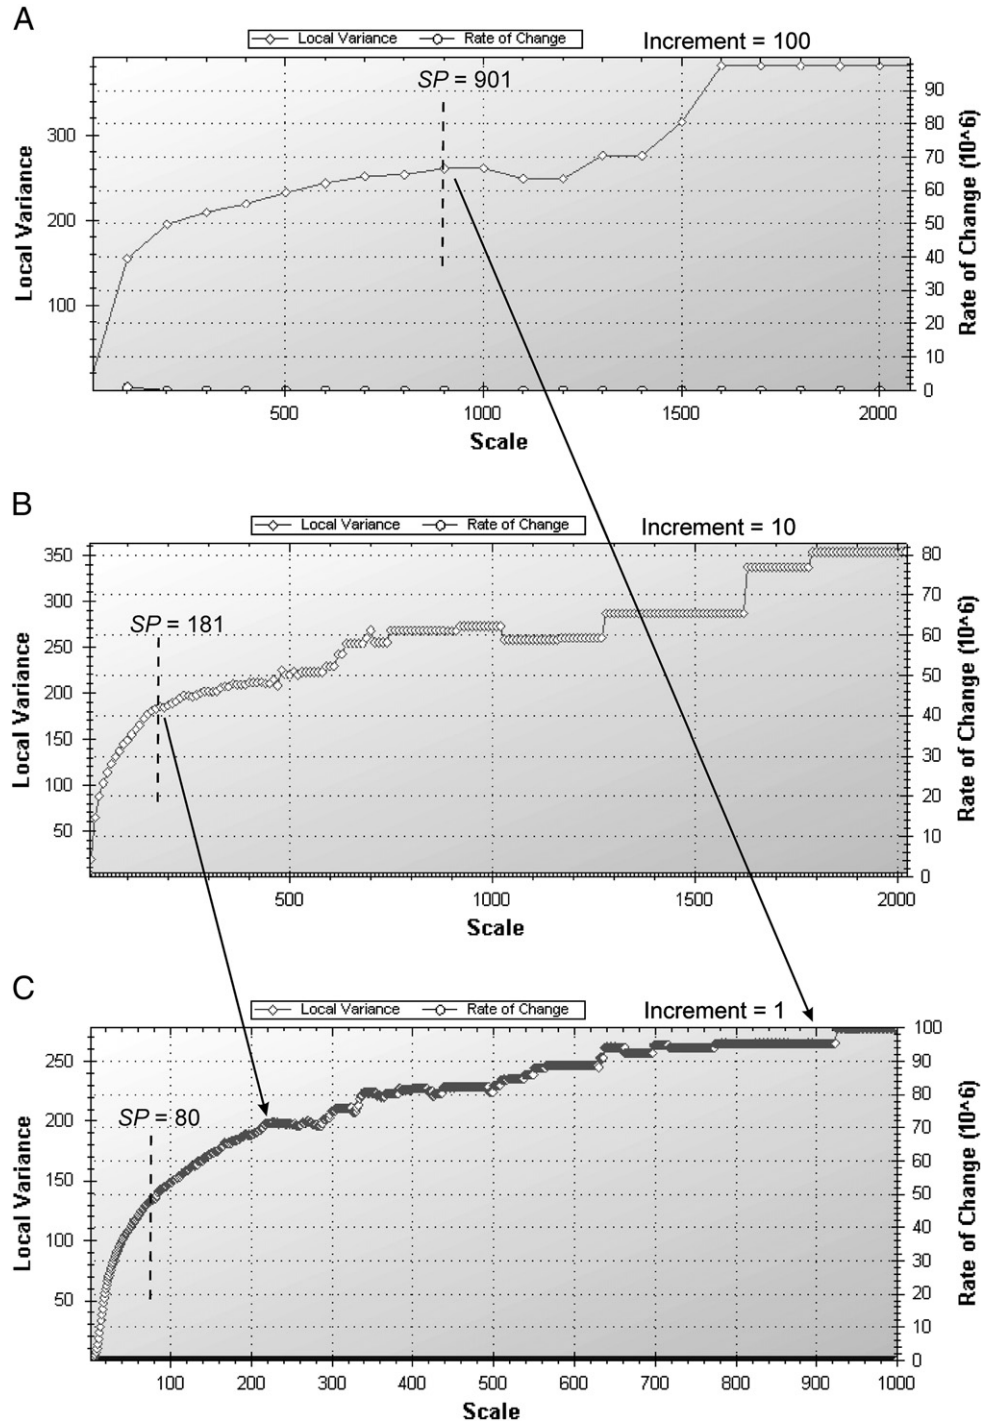 A
Local Variance Rate of Change Increment = 100
SP = 901
300
200
100
Local Variance
90
80
70
60
50
40
30
20
10
0
Rate of Change (10^6)
500 1000 1500 2000
Scale
B
Local Variance Rate of Change Increment = 10
SP = 181
350
300
250
200
150
100
50
Local Variance
80
70
60
50
40
30
20
10
0
Rate of Change (10^6)
500 1000 1500 2000
Scale
C
Local Variance Rate of Change Increment = 1
SP = 80
250
200
150
100
50
Local Variance
100
90
80
70
60
50
40
30
20
10
0
Rate of Change (10^6)
100 200 300 400 500 600 700 800 900 1000
Scale